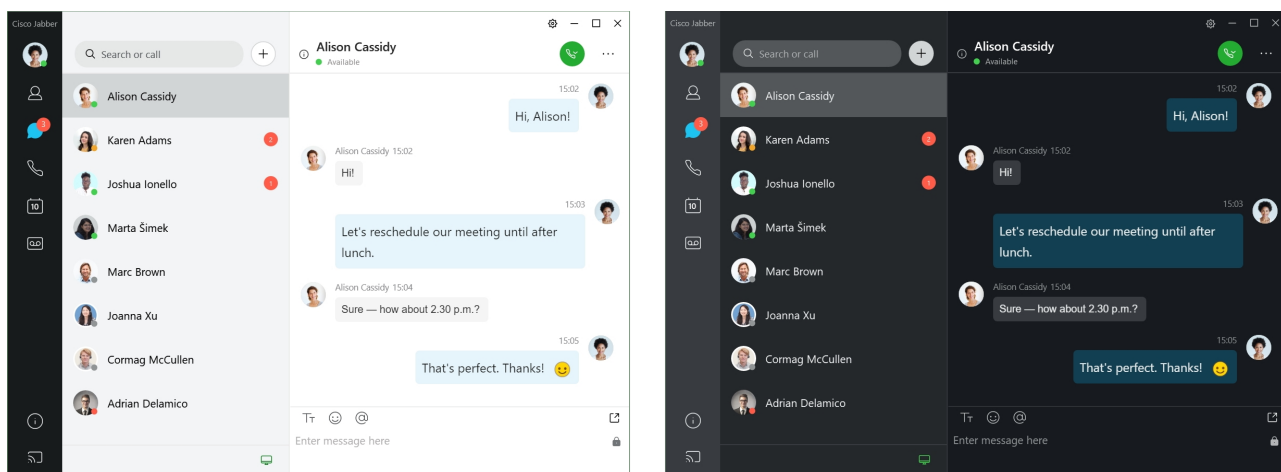 Cisco Jabber
Search or call
Alison Cassidy
Available
Alison Cassidy
Karen Adams
2
Joshua Ionello
1
Marta Šimek
Marc Brown
Joanna Xu
Cormag McCullen
Adrian Delamico
3
10
15:02
Hi, Alison!
Alison Cassidy 15:02
Hi!
15:03
Let's reschedule our meeting until after
lunch.
Alison Cassidy 15:04
Sure — how about 2.30 p.m.?
15:05
That's perfect. Thanks!
TT
@
Enter message here
Cisco Jabber
Search or call
Alison Cassidy
Available
Alison Cassidy
Karen Adams
2
Joshua Ionello
1
Marta Šimek
Marc Brown
Joanna Xu
Cormag McCullen
Adrian Delamico
3
10
15:02
Hi, Alison!
Alison Cassidy 15:02
Hi!
15:03
Let's reschedule our meeting until after
lunch.
Alison Cassidy 15:04
Sure — how about 2.30 p.m.?
15:05
That's perfect. Thanks!
TT
@
Enter message here